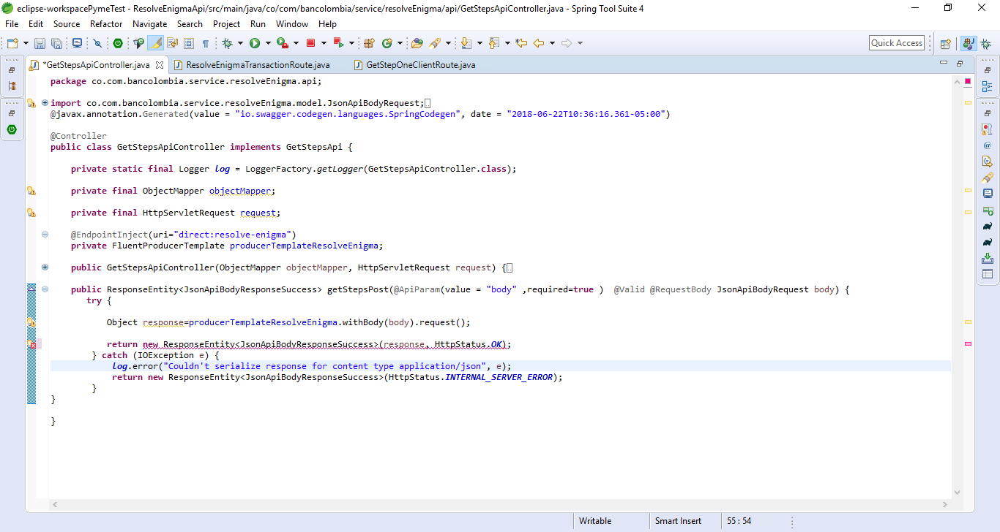 eclipse-workspacePymeTest - ResolveEnigmaApi/src/main/java/co/com/bancolombia/service/resolveEnigma/api/GetStepsApiController.java - Spring Tool Suite 4
File Edit Source Refactor Navigate Search Project Run Window Help
Quick Access
*GetStepsApiController.java ResolveEnigmaTransactionRoute.java GetStepOneClientRoute.java
package co.com.bancolombia.service.resolveEnigma.api;
import co.com.bancolombia.service.resolveEnigma.model.JsonApiBodyRequest;
@javax.annotation.Generated(value = "io.swagger.codegen.languages.SpringCodegen", date = "2018-06-22T10:36:16.361-05:00")
@Controller
public class GetStepsApiController implements GetStepsApi {
private static final Logger log = LoggerFactory.getLogger(GetStepsApiController.class);
private final ObjectMapper objectMapper;
private final HttpServletRequest request;
@EndpointInject(uri="direct:resolve-enigma")
private FluentProducerTemplate producerTemplateResolveEnigma;
public GetStepsApiController(ObjectMapper objectMapper, HttpServletRequest request) {
public ResponseEntity<JsonApiBodyResponseSuccess> getStepsPost(@ApiParam(value = "body" ,required=true )  @Valid @RequestBody JsonApiBodyRequest body) {
try {
Object response=producerTemplateResolveEnigma.withBody(body).request();
return new ResponseEntity<JsonApiBodyResponseSuccess>(response, HttpStatus.OK);
} catch (IOException e) {
log.error("Couldn't serialize response for content type application/json", e);
return new ResponseEntity<JsonApiBodyResponseSuccess>(HttpStatus.INTERNAL_SERVER_ERROR);
}
}
}
Writable Smart Insert 55 : 54